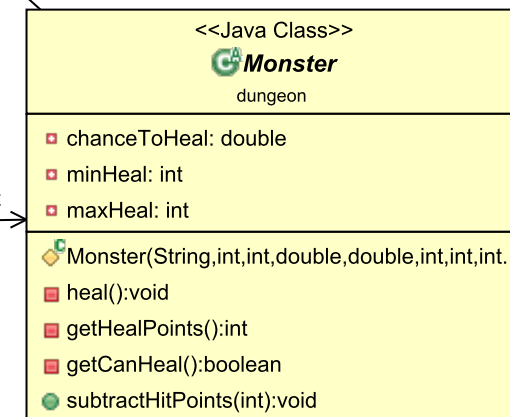 <<Java Class>>
Monster
dungeon
chanceToHeal: double
minHeal: int
maxHeal: int
Monster(String,int,int,double,double,int,int,int.
heal():void
getHealPoints():int
getCanHeal():boolean
subtractHitPoints(int):void